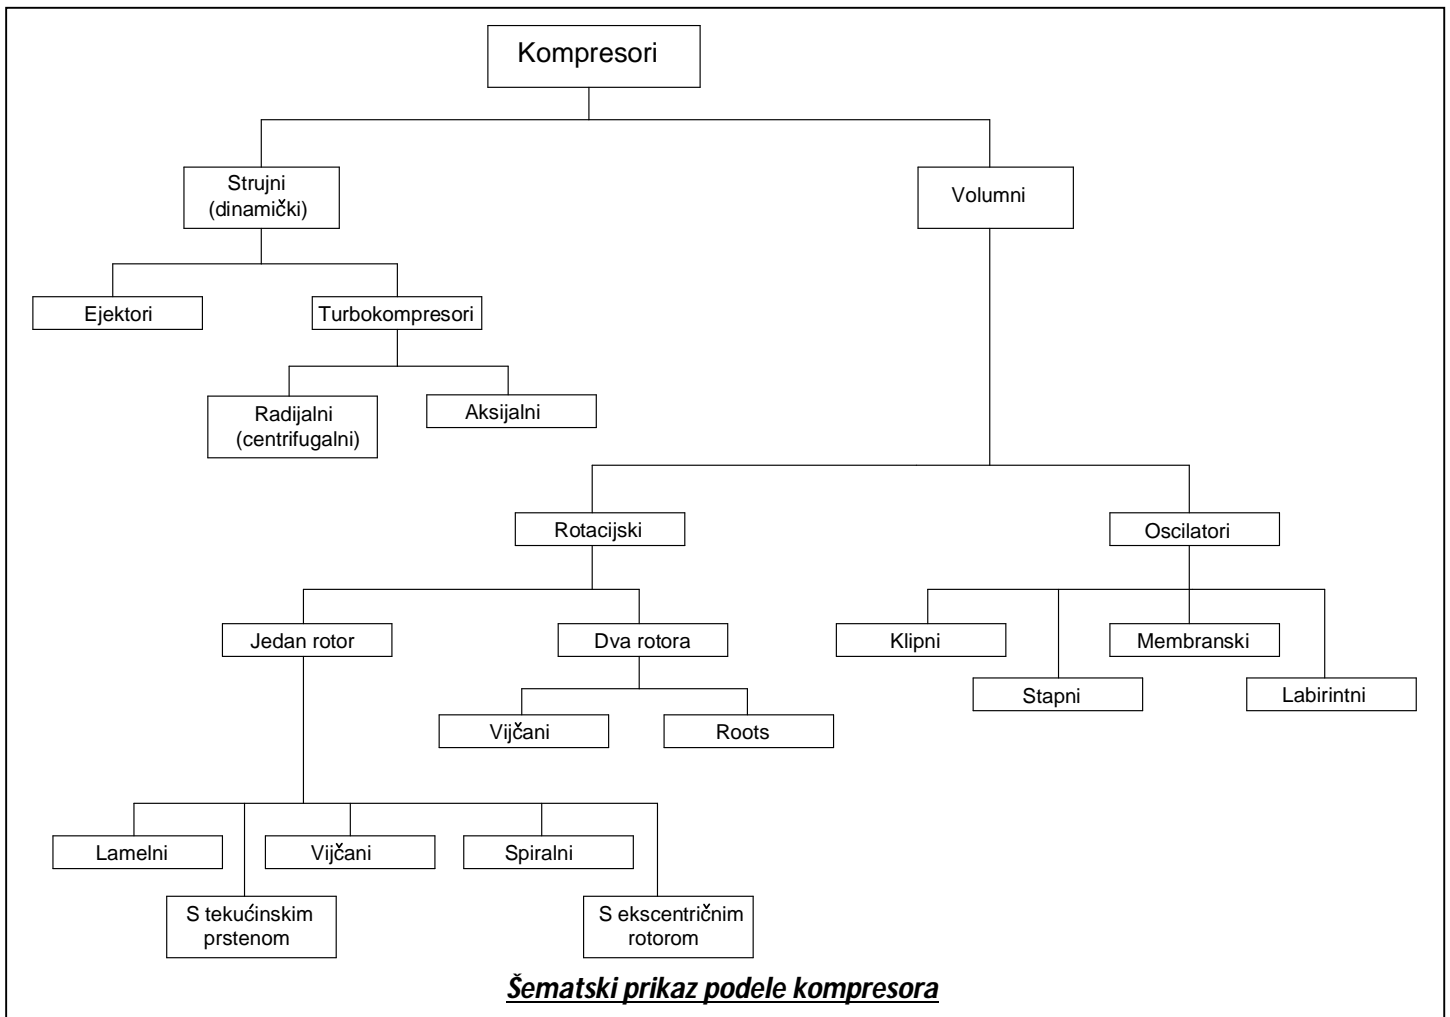 Kompresori
Strujni
(dinamički)
Volumni
Ejektori
Turbokompresori
Radijalni
(centrifugalni)
Aksijalni
Rotacijski
Oscilatori
Jedan rotor
Dva rotora
Klipni
Membranski
Stapni
Labirintni
Vijčani
Roots
Lamelni
Vijčani
Spiralni
S tekućinskim
prstenom
S ekscentričnim
rotorom
Šematski prikaz podele kompresora